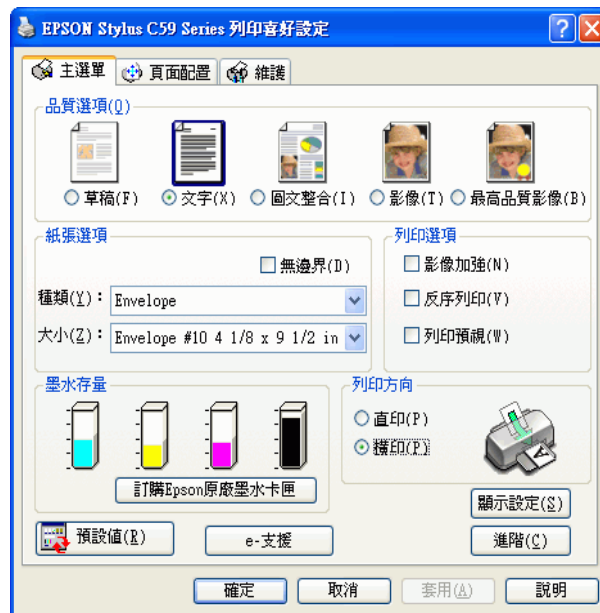 EPSON Stylus C59 Series 列印喜好設定
主選單 頁面配置 維護
品質選項(Q)
草稿(F) 文字(X) 圖文整合(I) 影像(T) 最高品質影像(B)
紙張選項
無邊界(D)
種類(Y): Envelope
大小(Z): Envelope #10 4 1/8 x 9 1/2 in
列印選項
影像加強(N)
反序列印(V)
列印預視(W)
墨水存量
訂購Epson原廠墨水卡匣
列印方向
直印(P)
橫印(P)
A
顯示設定(S)
預設值(R) e-支援 進階(C)
確定 取消 套用(A) 說明